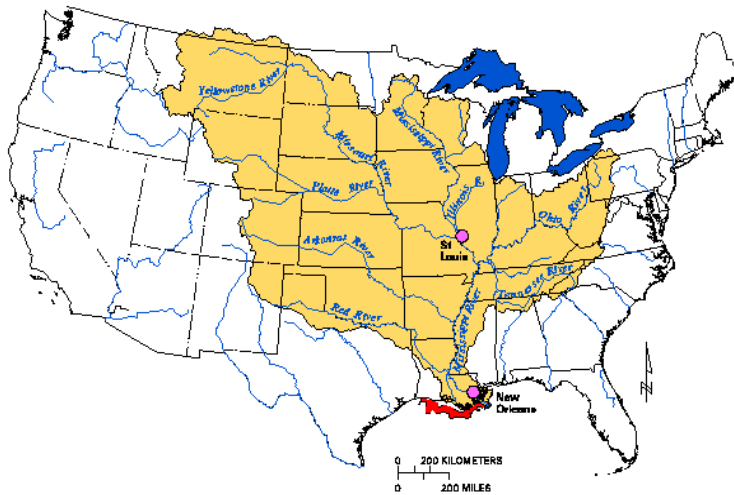 Yellowstone River
Missouri River
Mississippi River
Platte River
Illinois R
Ohio River
St
Louis
Arkansas River
Tennessee River
Mississippi River
Red River
New
Orleans
N
0 200 KILOMETERS
0 200 MILES